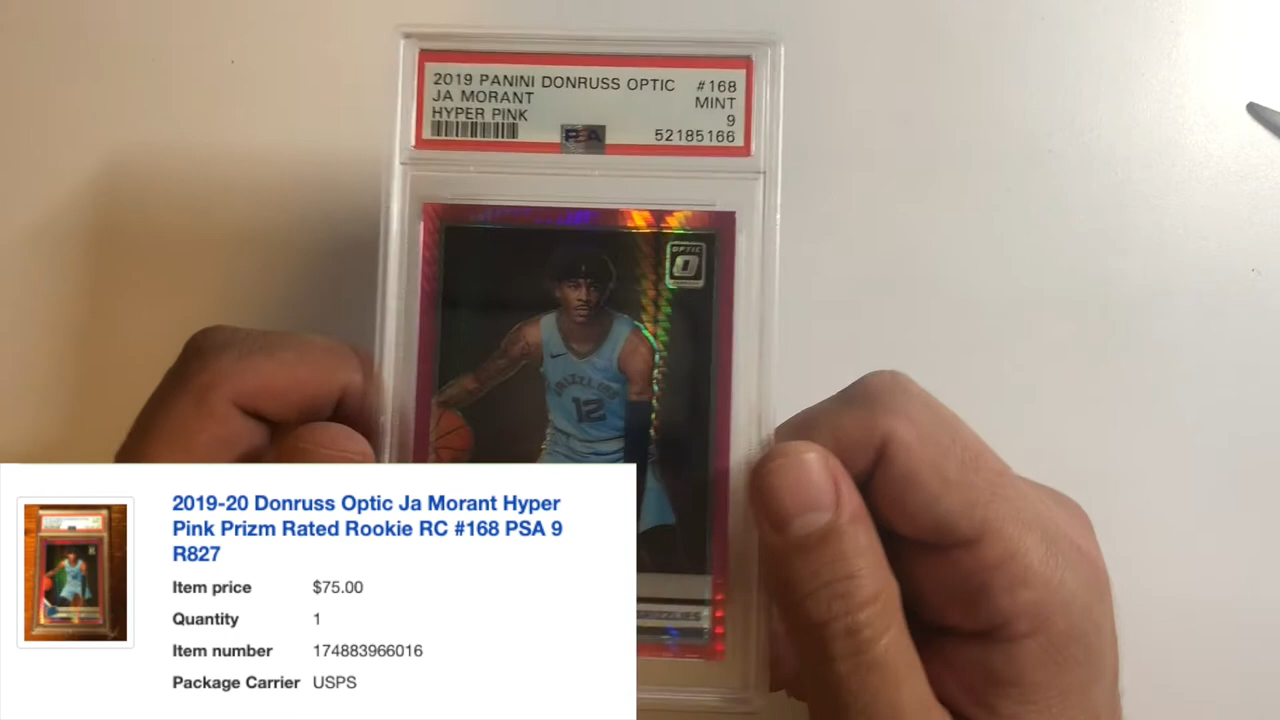 2019 PANINI DONRUSS OPTIC #168
JA MORANT MINT
HYPER PINK 9
PSA 52185166
OPTIC
GRIZZLIES
12
GRIZZLIES
2019-20 Donruss Optic Ja Morant Hyper
Pink Prizm Rated Rookie RC #168 PSA 9
R827
Item price $75.00
Quantity 1
Item number 174883966016
Package Carrier USPS